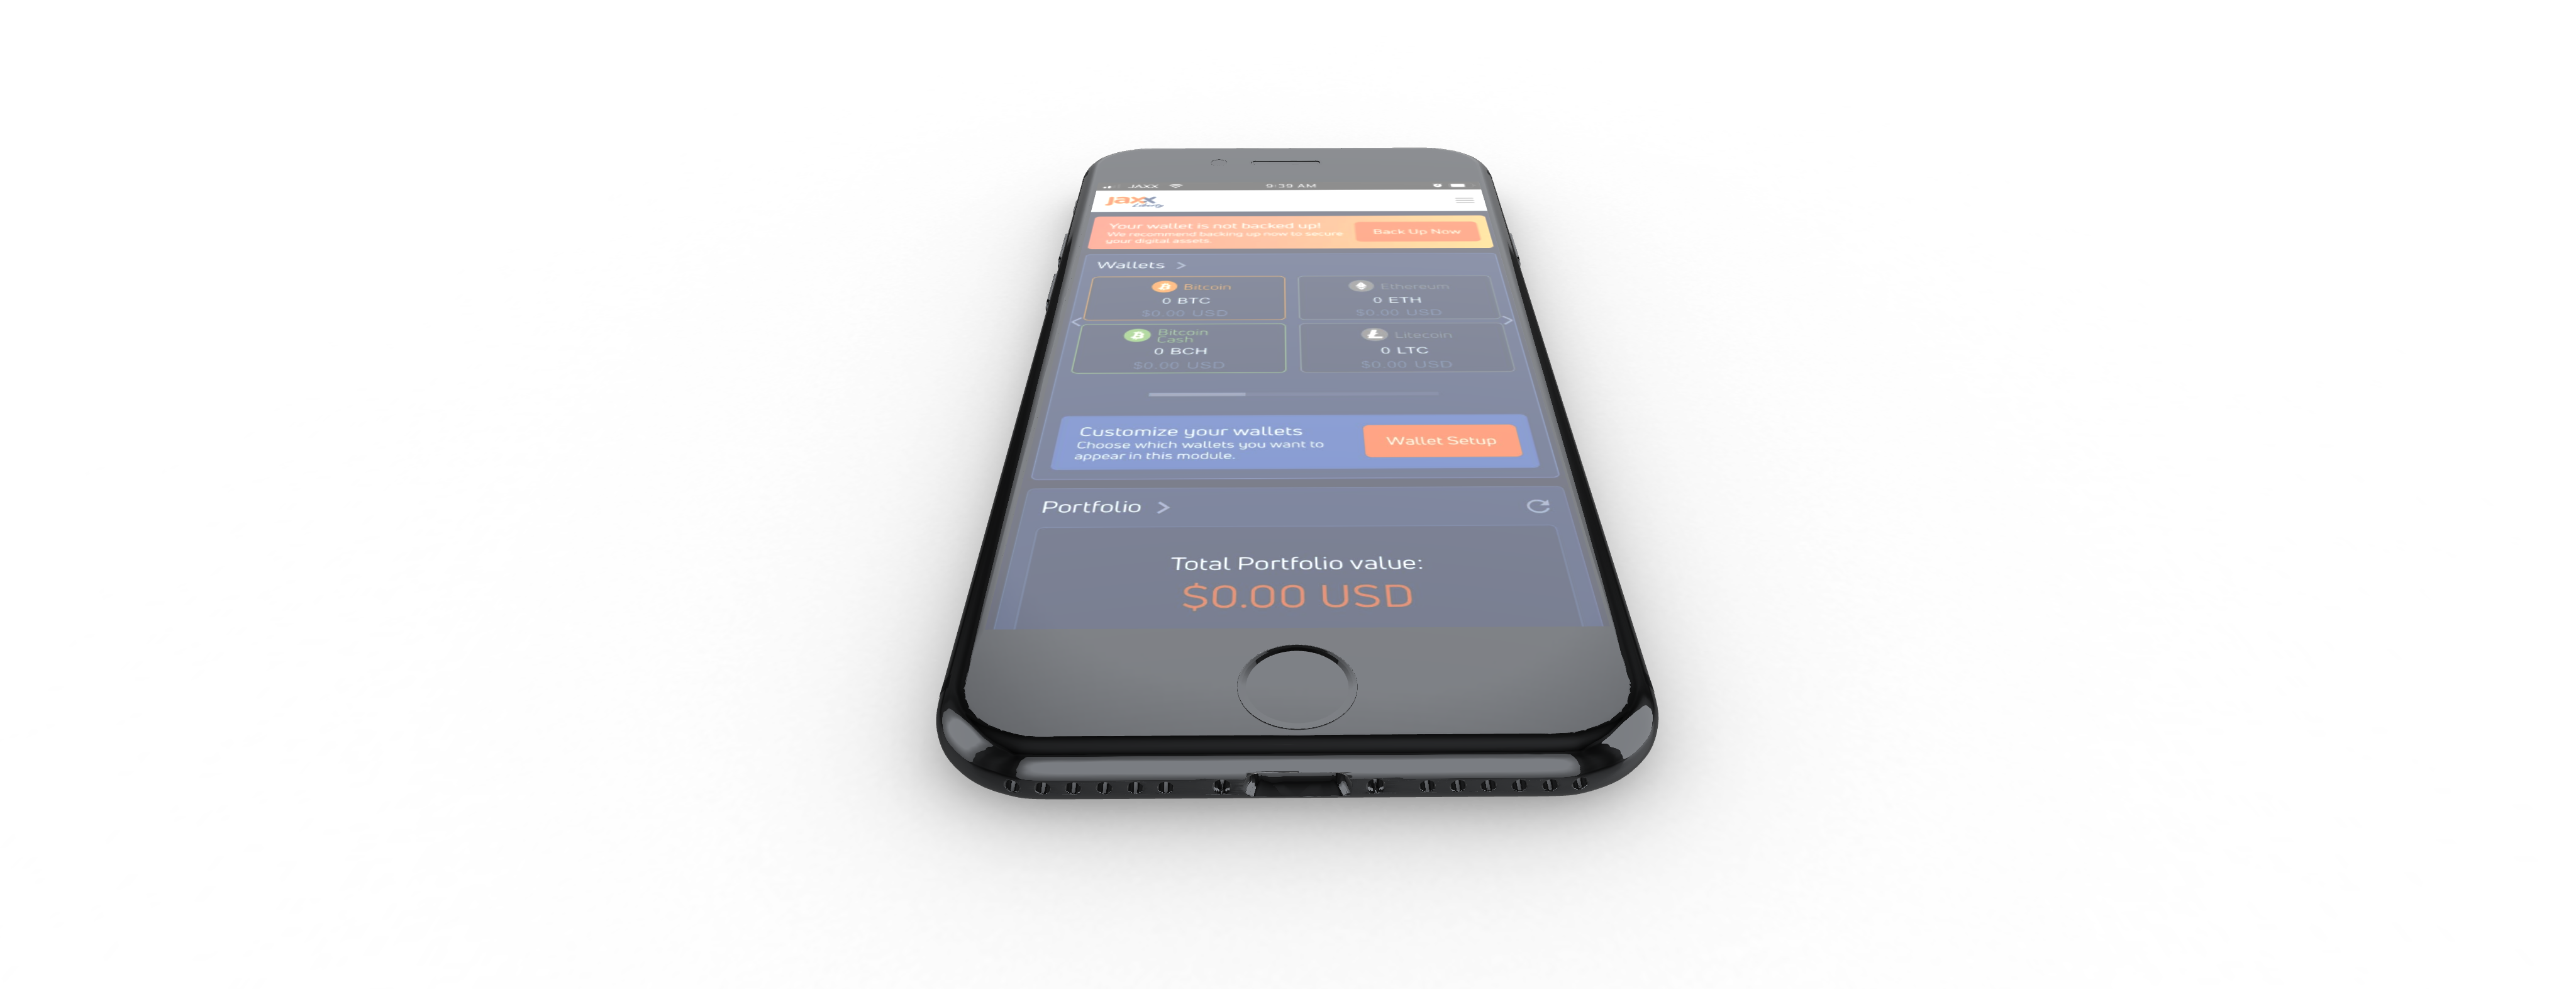 JAXX
9:39 AM
jaxx
Liberty
Your wallet is not backed up!
We recommend backing up now to secure
your digital assets.
Back Up Now
Wallets >
Bitcoin
0 BTC
$0.00 USD
Ethereum
0 ETH
$0.00 USD
Bitcoin
Cash
0 BCH
$0.00 USD
Litecoin
0 LTC
$0.00 USD
Customize your wallets
Choose which wallets you want to
appear in this module.
Wallet Setup
Portfolio >
Total Portfolio value:
$0.00 USD